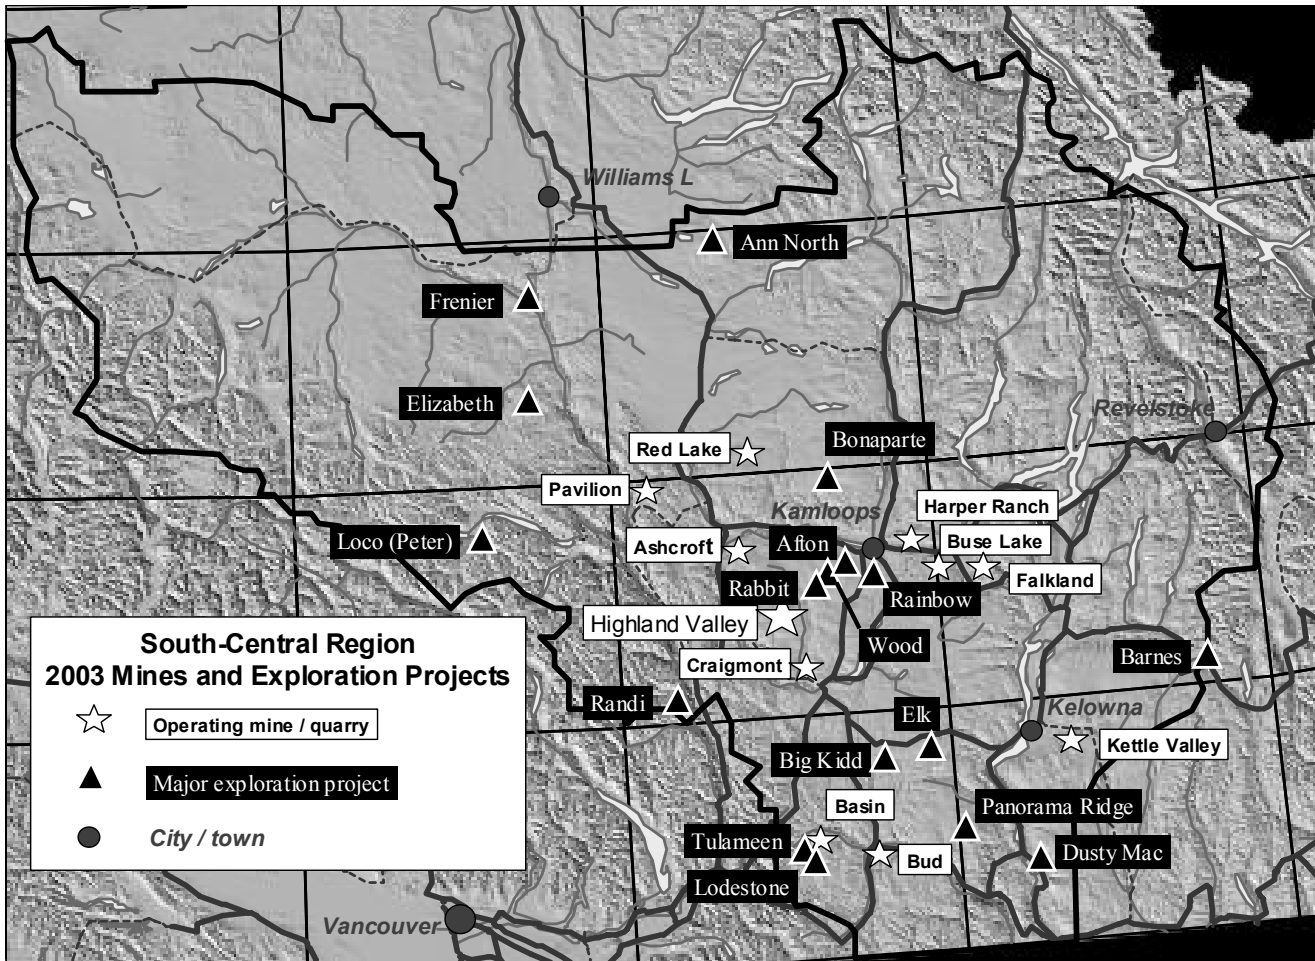 Williams L
Ann North
Frenier
Elizabeth
Revelstoke
Bonaparte
Red Lake
Pavilion
Harper Ranch
Kamloops
Loco (Peter)
Ashcroft
Afton
Buse Lake
Falkland
Rabbit
Rainbow
Highland Valley
Wood
South-Central Region
2003 Mines and Exploration Projects
Craigmont
Barnes
Randi
Operating mine / quarry
Elk
Kelowna
Kettle Valley
Big Kidd
Major exploration project
Basin
Panorama Ridge
City / town
Tulameen
Bud
Dusty Mac
Lodestone
Vancouver